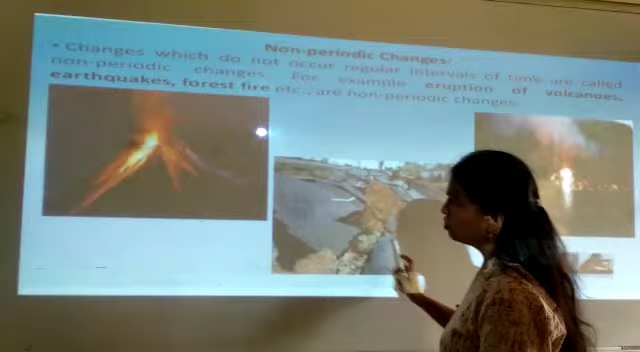 Non-periodic Changes:
• Changes which do not occur regular intervals of time are called
non-periodic changes. For example eruption of volcanoes,
earthquakes, forest fire etc., are non-periodic changes.